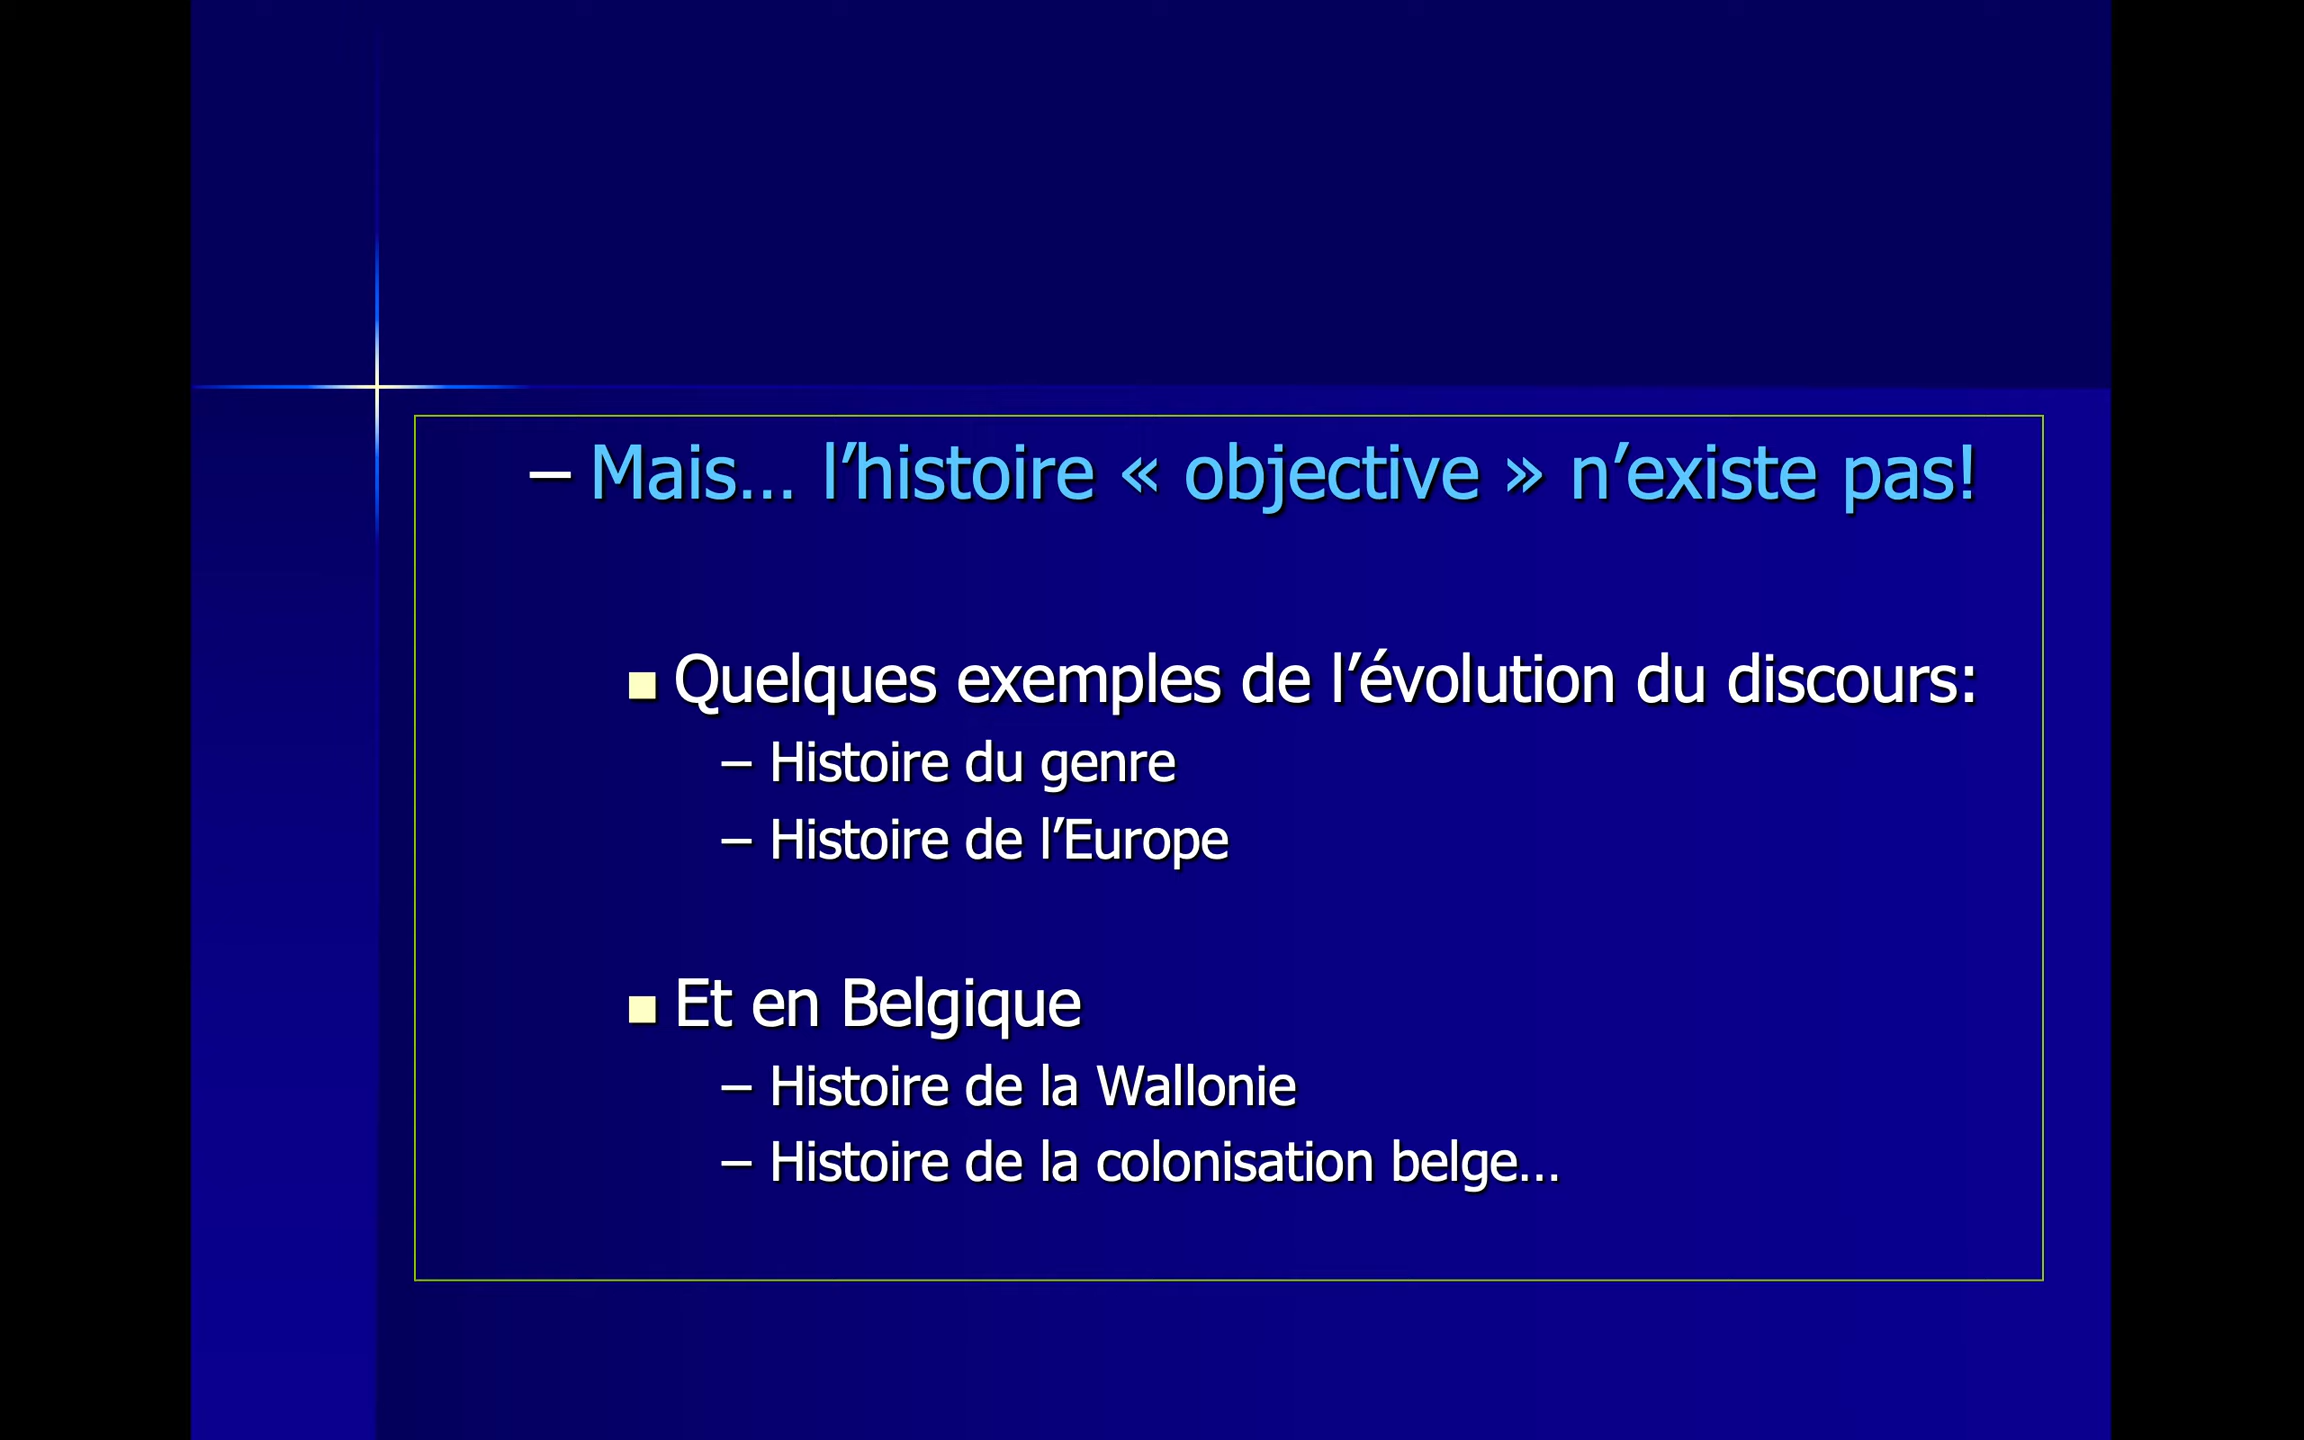 – Mais… l’histoire « objective » n’existe pas!
■ Quelques exemples de l’évolution du discours:
– Histoire du genre
– Histoire de l’Europe
■ Et en Belgique
– Histoire de la Wallonie
– Histoire de la colonisation belge…